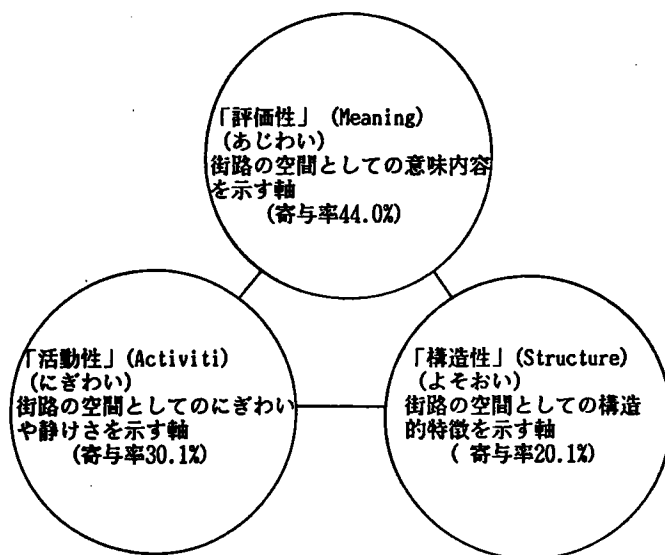 「評価性」 (Meaning)
(あじわい)
街路の空間としての意味内容
を示す軸
(寄与率44.0%)
「活動性」(Activiti)
(にぎわい)
街路の空間としてのにぎわい
や静けさを示す軸
(寄与率30.1%)
「構造性」(Structure)
(よそおい)
街路の空間としての構造
的特徴を示す軸
( 寄与率20.1%)